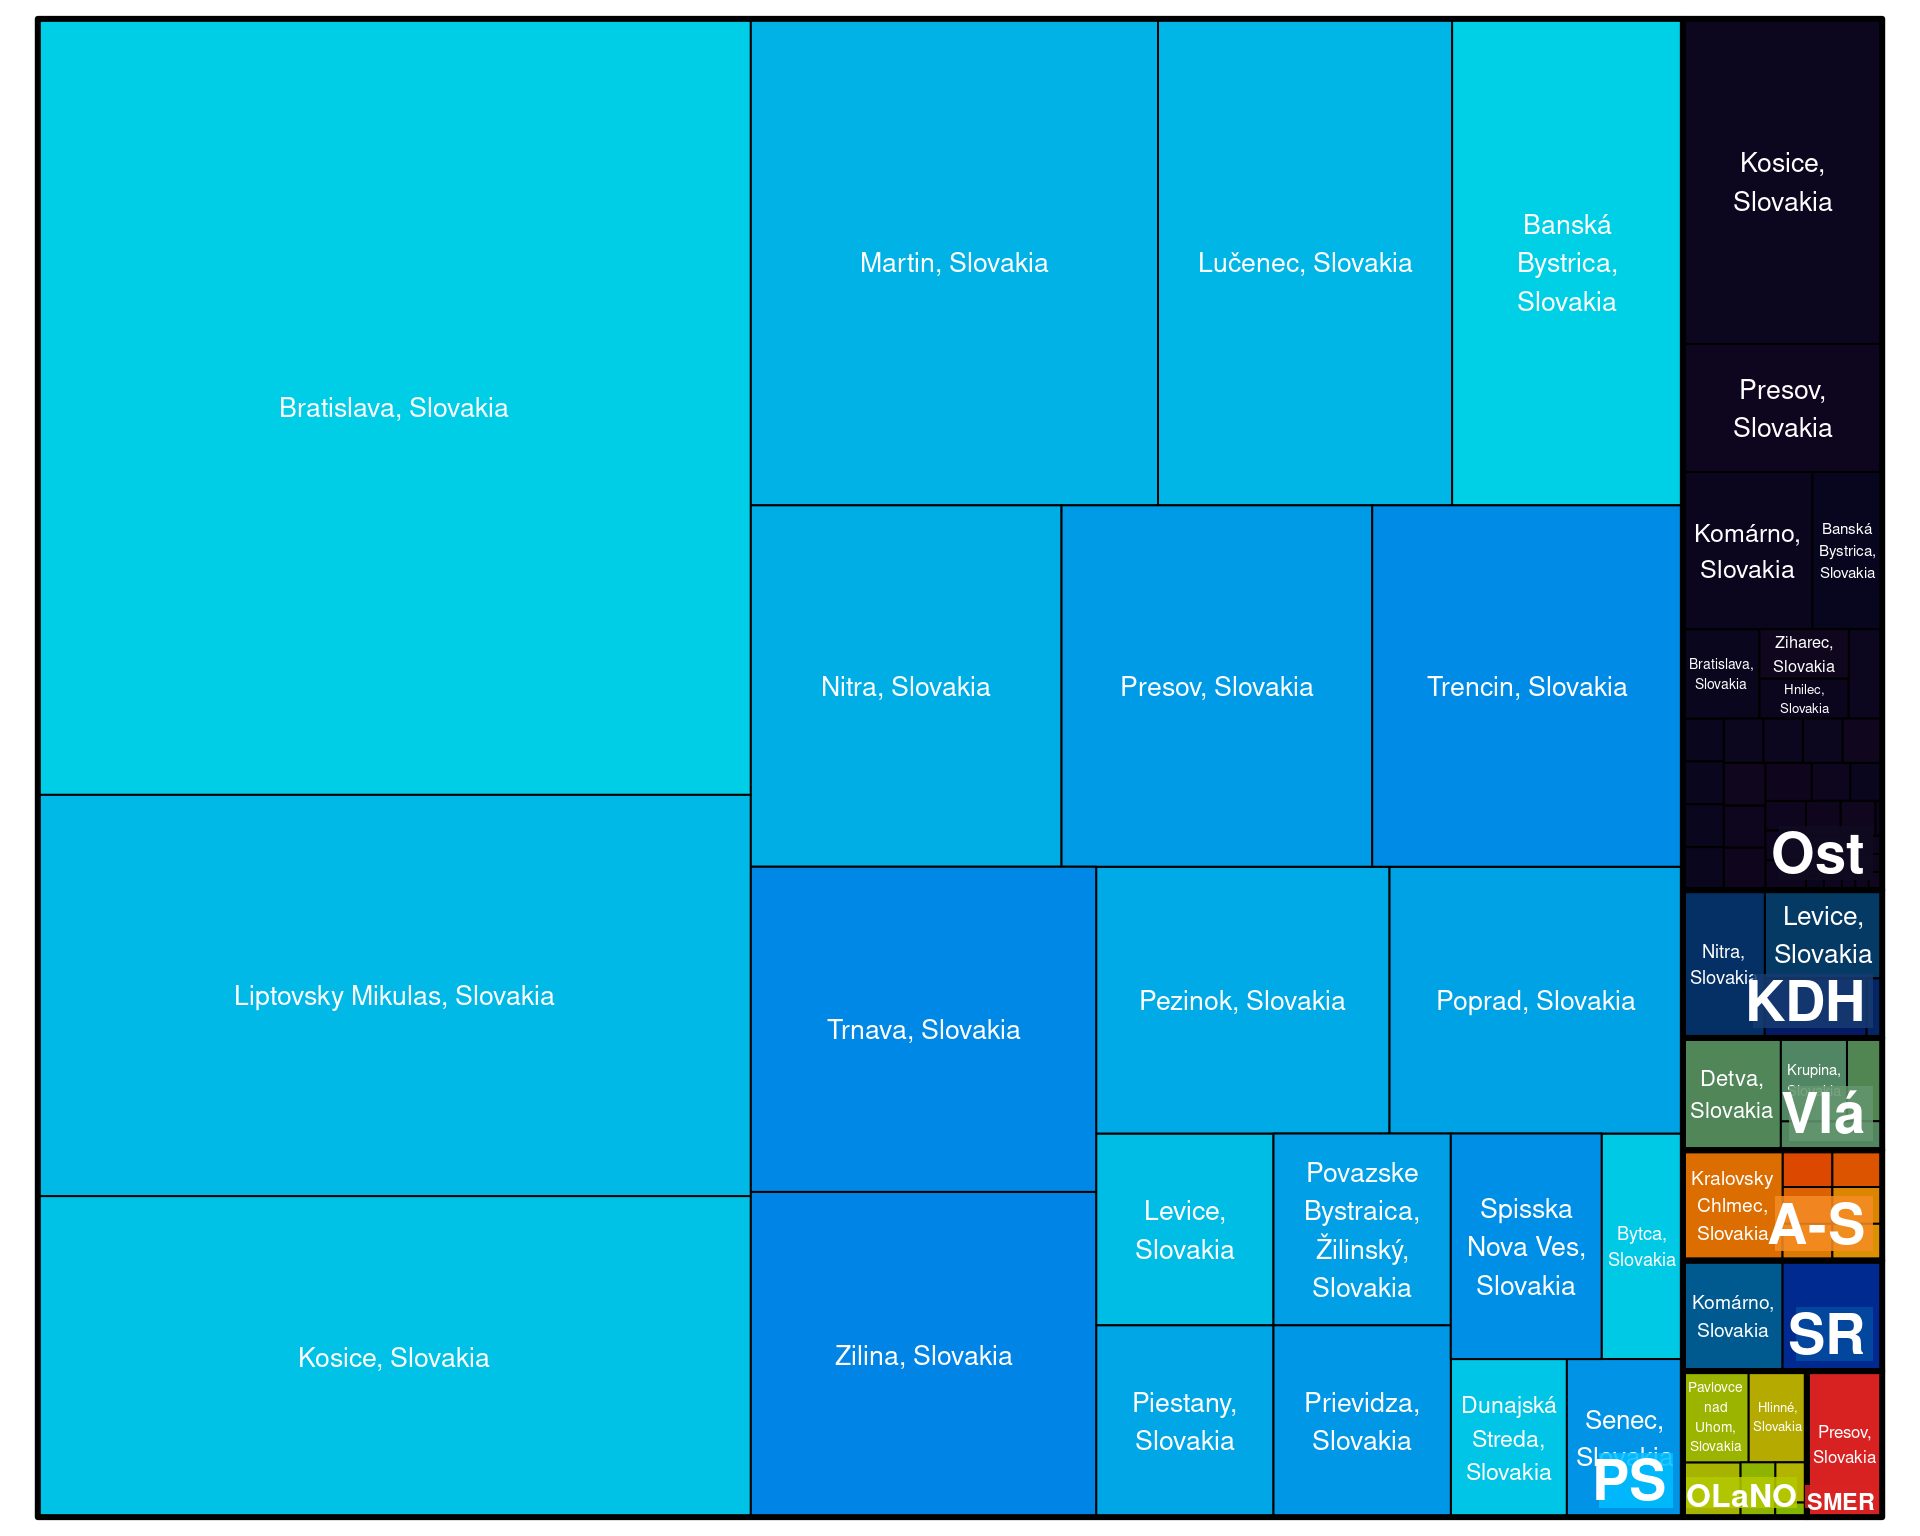 Bratislava, Slovakia
Liptovsky Mikulas, Slovakia
Kosice, Slovakia
Martin, Slovakia
Lučenec, Slovakia
Banská
Bystrica,
Slovakia
Nitra, Slovakia
Presov, Slovakia
Trencin, Slovakia
Trnava, Slovakia
Zilina, Slovakia
Pezinok, Slovakia
Poprad, Slovakia
Levice,
Slovakia
Povazske
Bystraica,
Žilinský,
Slovakia
Spisska
Nova Ves,
Slovakia
Bytca,
Slovakia
Piestany,
Slovakia
Prievidza,
Slovakia
Dunajská
Streda,
Slovakia
Senec,
Slovakia
PS
Kosice,
Slovakia
Presov,
Slovakia
Komárno,
Slovakia
Banská
Bystrica,
Slovakia
Bratislava,
Slovakia
Ziharec,
Slovakia
Hnilec,
Slovakia
Ost
Nitra,
Slovakia
Levice,
Slovakia
KDH
Detva,
Slovakia
Krupina,
Slovakia
Vlá
Kralovsky
Chlmec,
Slovakia
A-S
Komárno,
Slovakia
SR
Pavlovce
nad
Uhom,
Slovakia
Hlinné,
Slovakia
OLaNO
Presov,
Slovakia
SMER